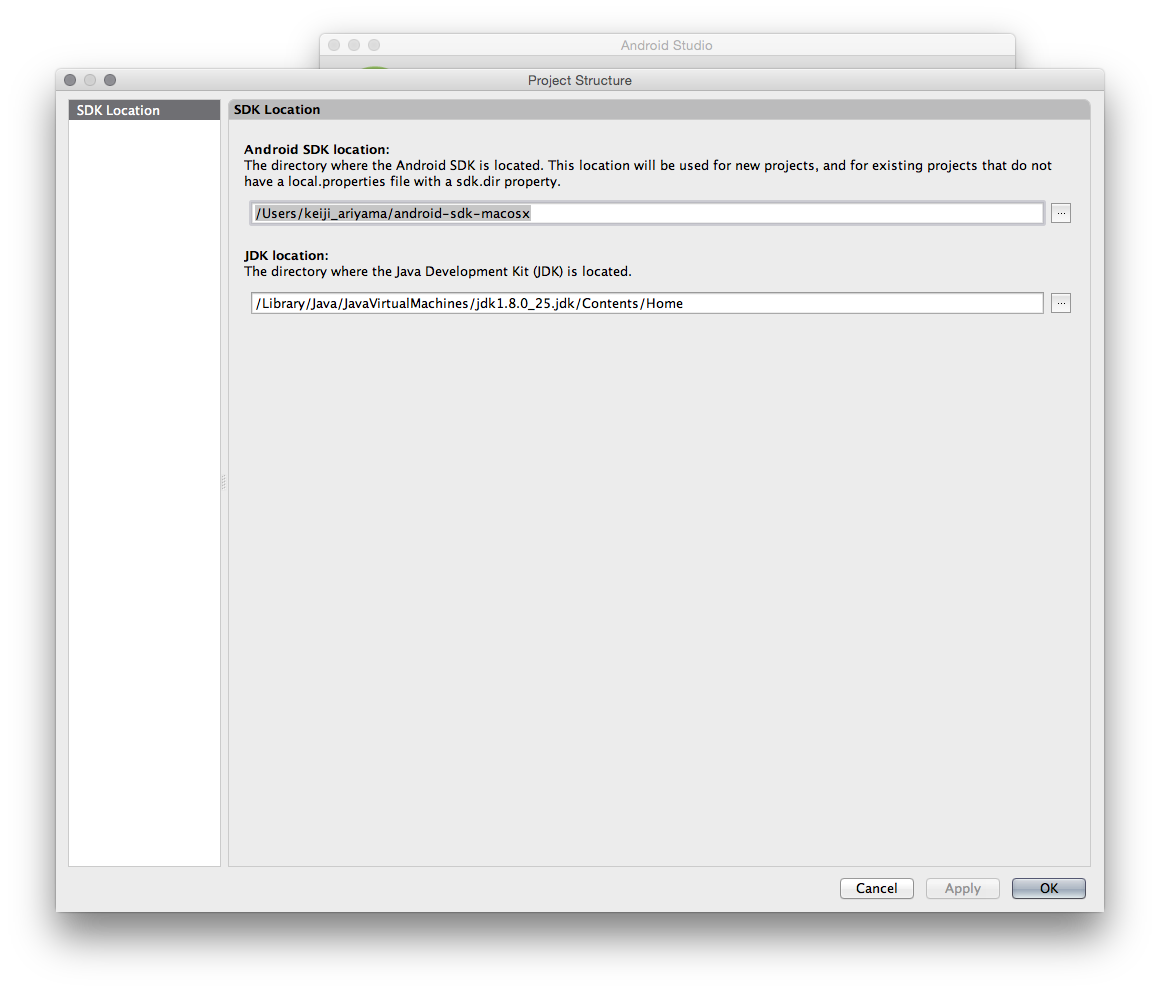 Android Studio
Project Structure
SDK Location
SDK Location
Android SDK location:
The directory where the Android SDK is located. This location will be used for new projects, and for existing projects that do not
have a local.properties file with a sdk.dir property.
/Users/keiji_ariyama/android-sdk-macosx
...
JDK location:
The directory where the Java Development Kit (JDK) is located.
/Library/Java/JavaVirtualMachines/jdk1.8.0_25.jdk/Contents/Home
...
Cancel
Apply
OK